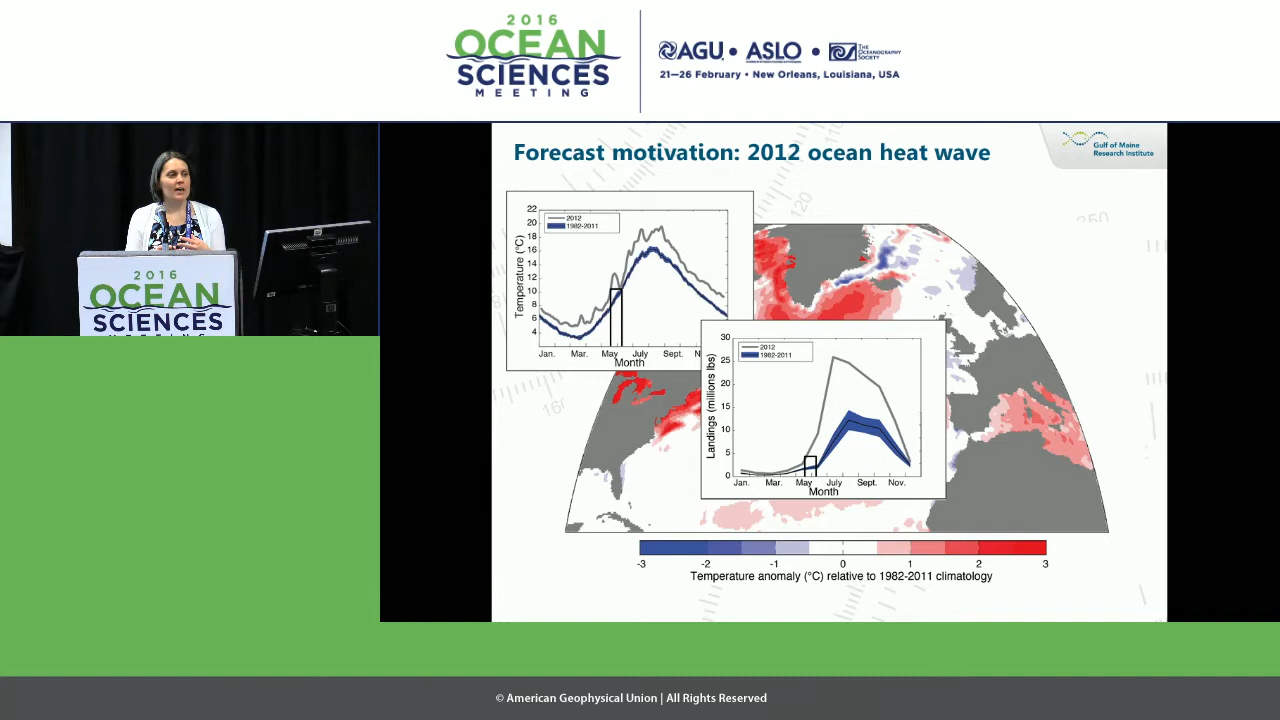 2016
OCEAN
SCIENCES
MEETING
AGU • ASLO • THE OCEANOGRAPHY SOCIETY
21—26 February • New Orleans, Louisiana, USA
Forecast motivation: 2012 ocean heat wave
Gulf of Maine
Research Institute
22
20
18
16
14
12
10
8
6
4
Temperature (°C)
2012
1982-2011
Jan. Mar. May July Sept. N
Month
30
25
20
15
10
5
0
Landings (millions lbs)
2012
1982-2011
Jan. Mar. May July Sept. Nov.
Month
120
350
160
-3 -2 -1 0 1 2 3
Temperature anomaly (°C) relative to 1982-2011 climatology
2016
OCEAN
SCIENCES
MEETING
© American Geophysical Union | All Rights Reserved